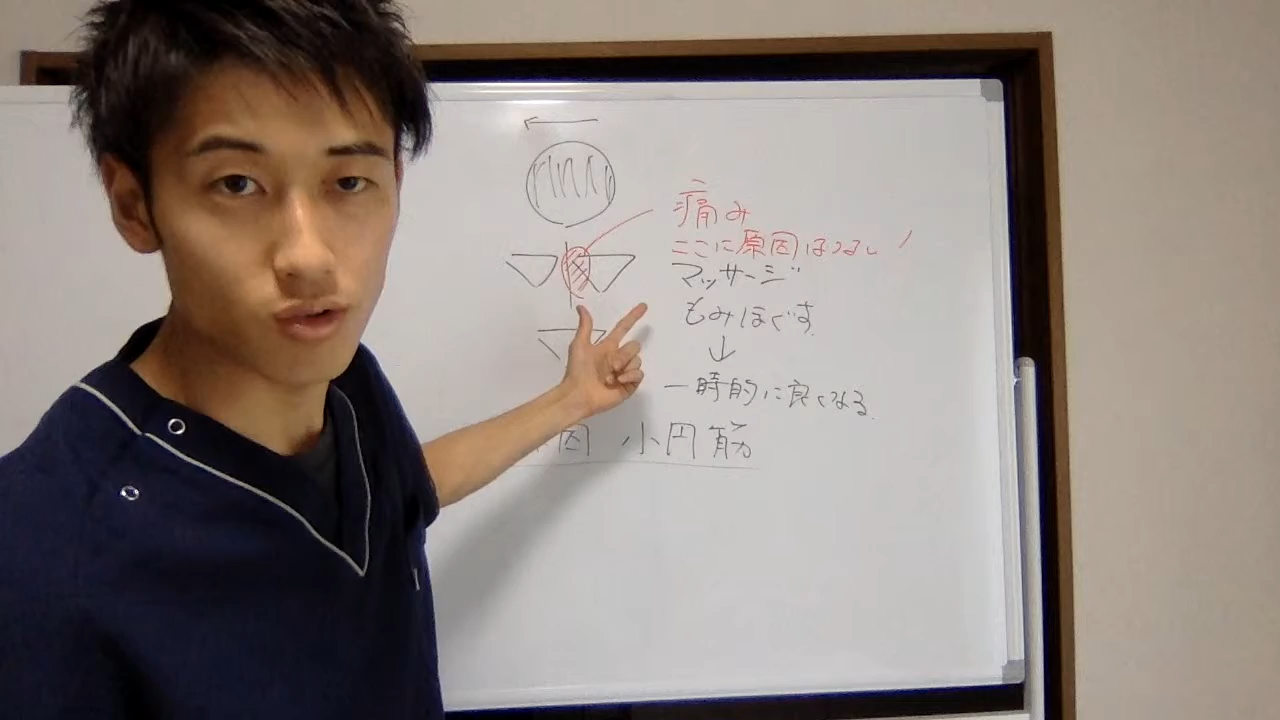 痛み
ここに原因はない!
マッサージ
もみほぐす
↓
一時的に良くなる
因 小円筋